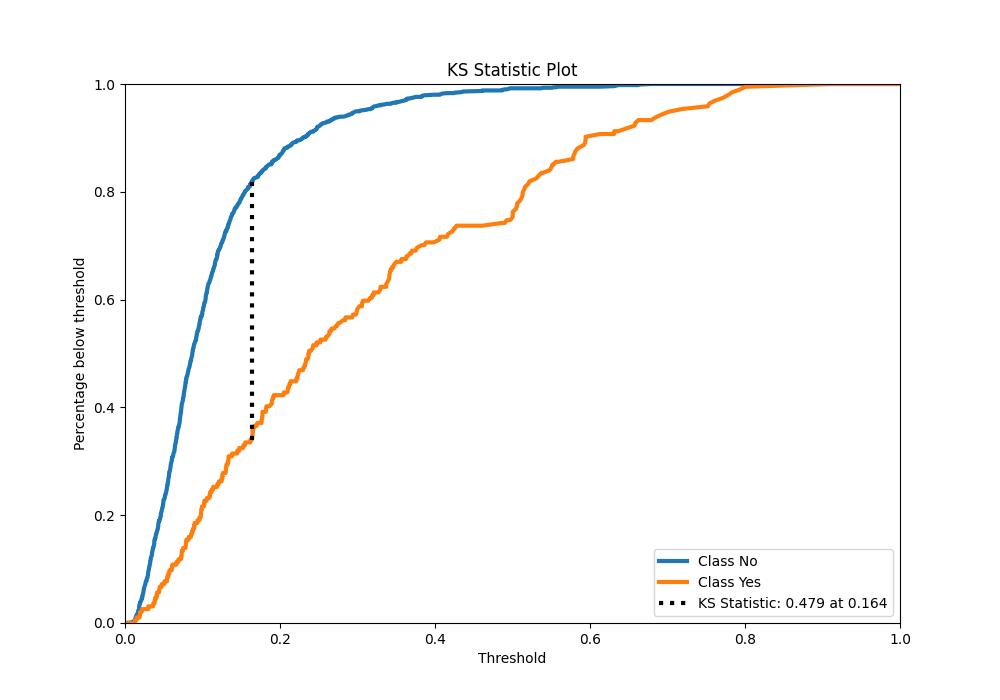 KS Statistic Plot
1.0
0.8
0.6
0.4
0.2
0.0
Percentage below threshold
0.0 0.2 0.4 0.6 0.8 1.0
Threshold
Class No
Class Yes
KS Statistic: 0.479 at 0.164